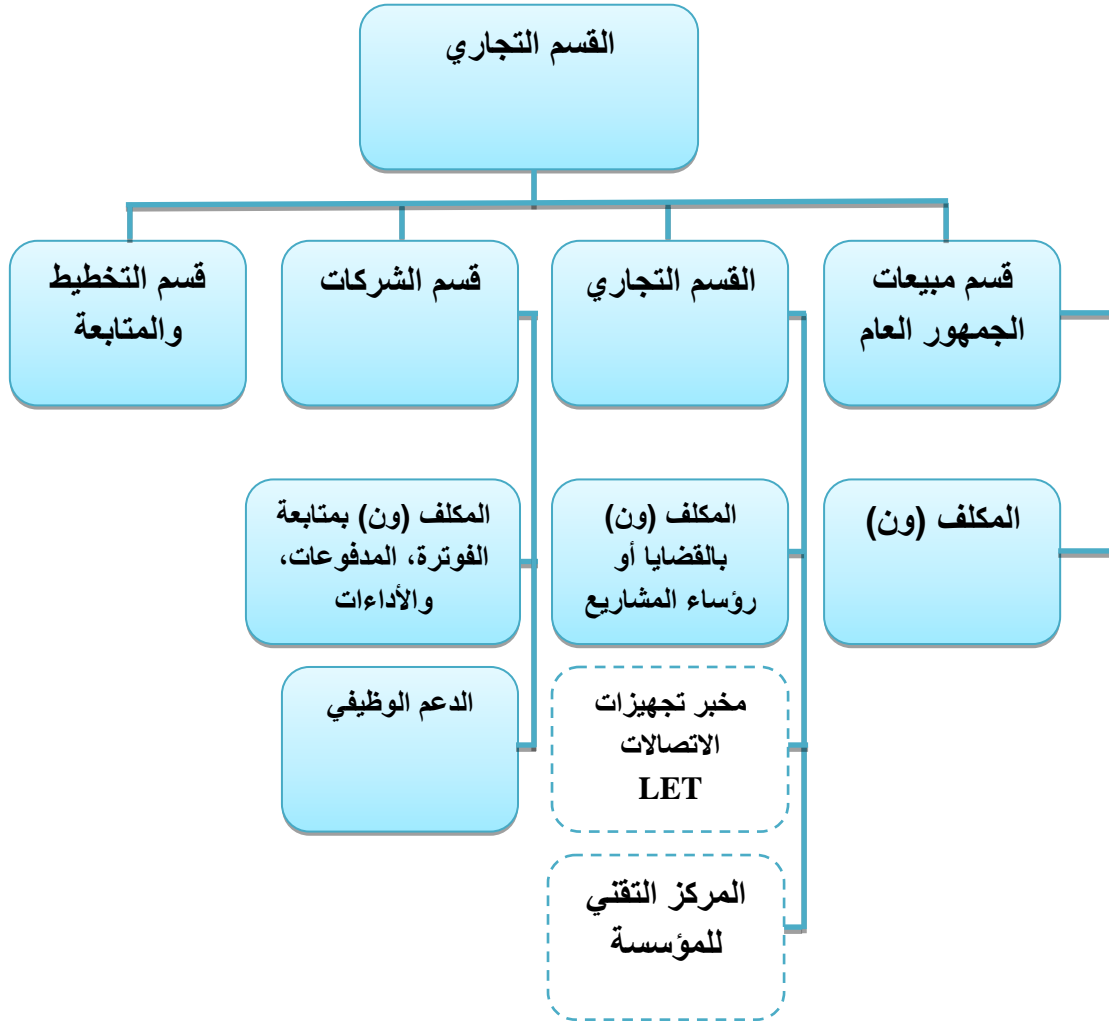 القسم التجاري
قسم مبيعات
الجمهور العام
القسم التجاري
قسم الشركات
قسم التخطيط
والمتابعة
المكلف (ون)
المكلف (ون)
بالقضايا أو
رؤساء المشاريع
المكلف (ون) بمتابعة
الفوترة، المدفوعات،
والأداءات
مخبر تجهيزات
الاتصالات
LET
الدعم الوظيفي
المركز التقني
للمؤسسة